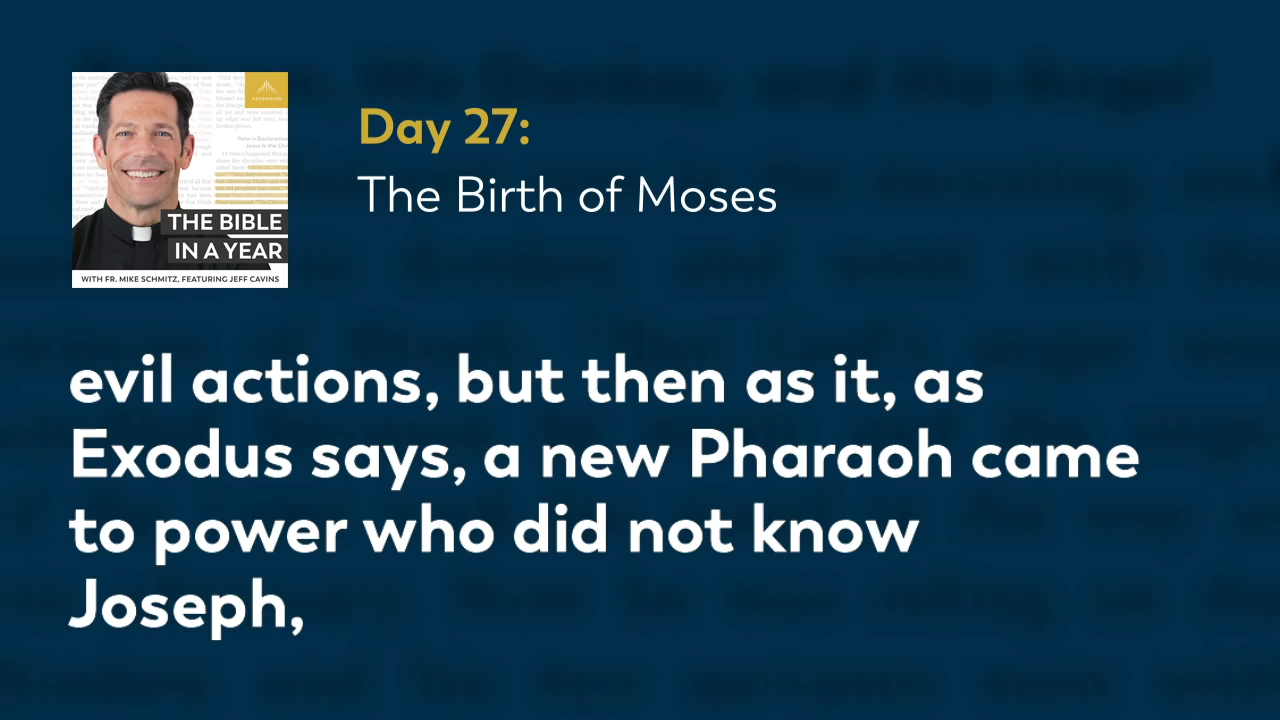 ASCENSION
Day 27:
The Birth of Moses
THE BIBLE
IN A YEAR
WITH FR. MIKE SCHMITZ, FEATURING JEFF CAVINS
evil actions, but then as it, as
Exodus says, a new Pharaoh came
to power who did not know
Joseph,